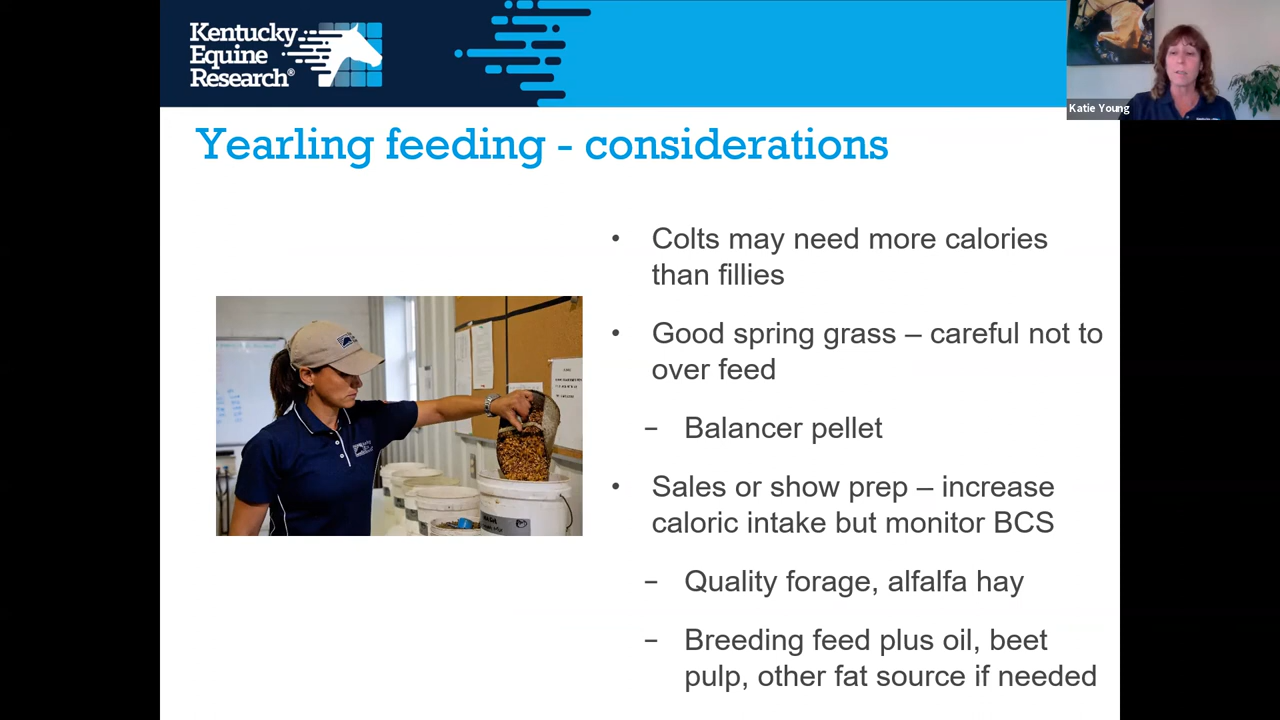 Kentucky
Equine
Research®
Katie Young
Yearling feeding - considerations
• Colts may need more calories
than fillies
• Good spring grass – careful not to
over feed
– Balancer pellet
• Sales or show prep – increase
caloric intake but monitor BCS
– Quality forage, alfalfa hay
– Breeding feed plus oil, beet
pulp, other fat source if needed